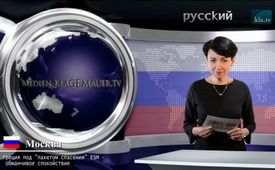 русский
kla.tv
MEDIEN-KLAGEMAUER.TV
Москва
Греция под "пакетом спасения" ESM -
обманчивое спокойствие